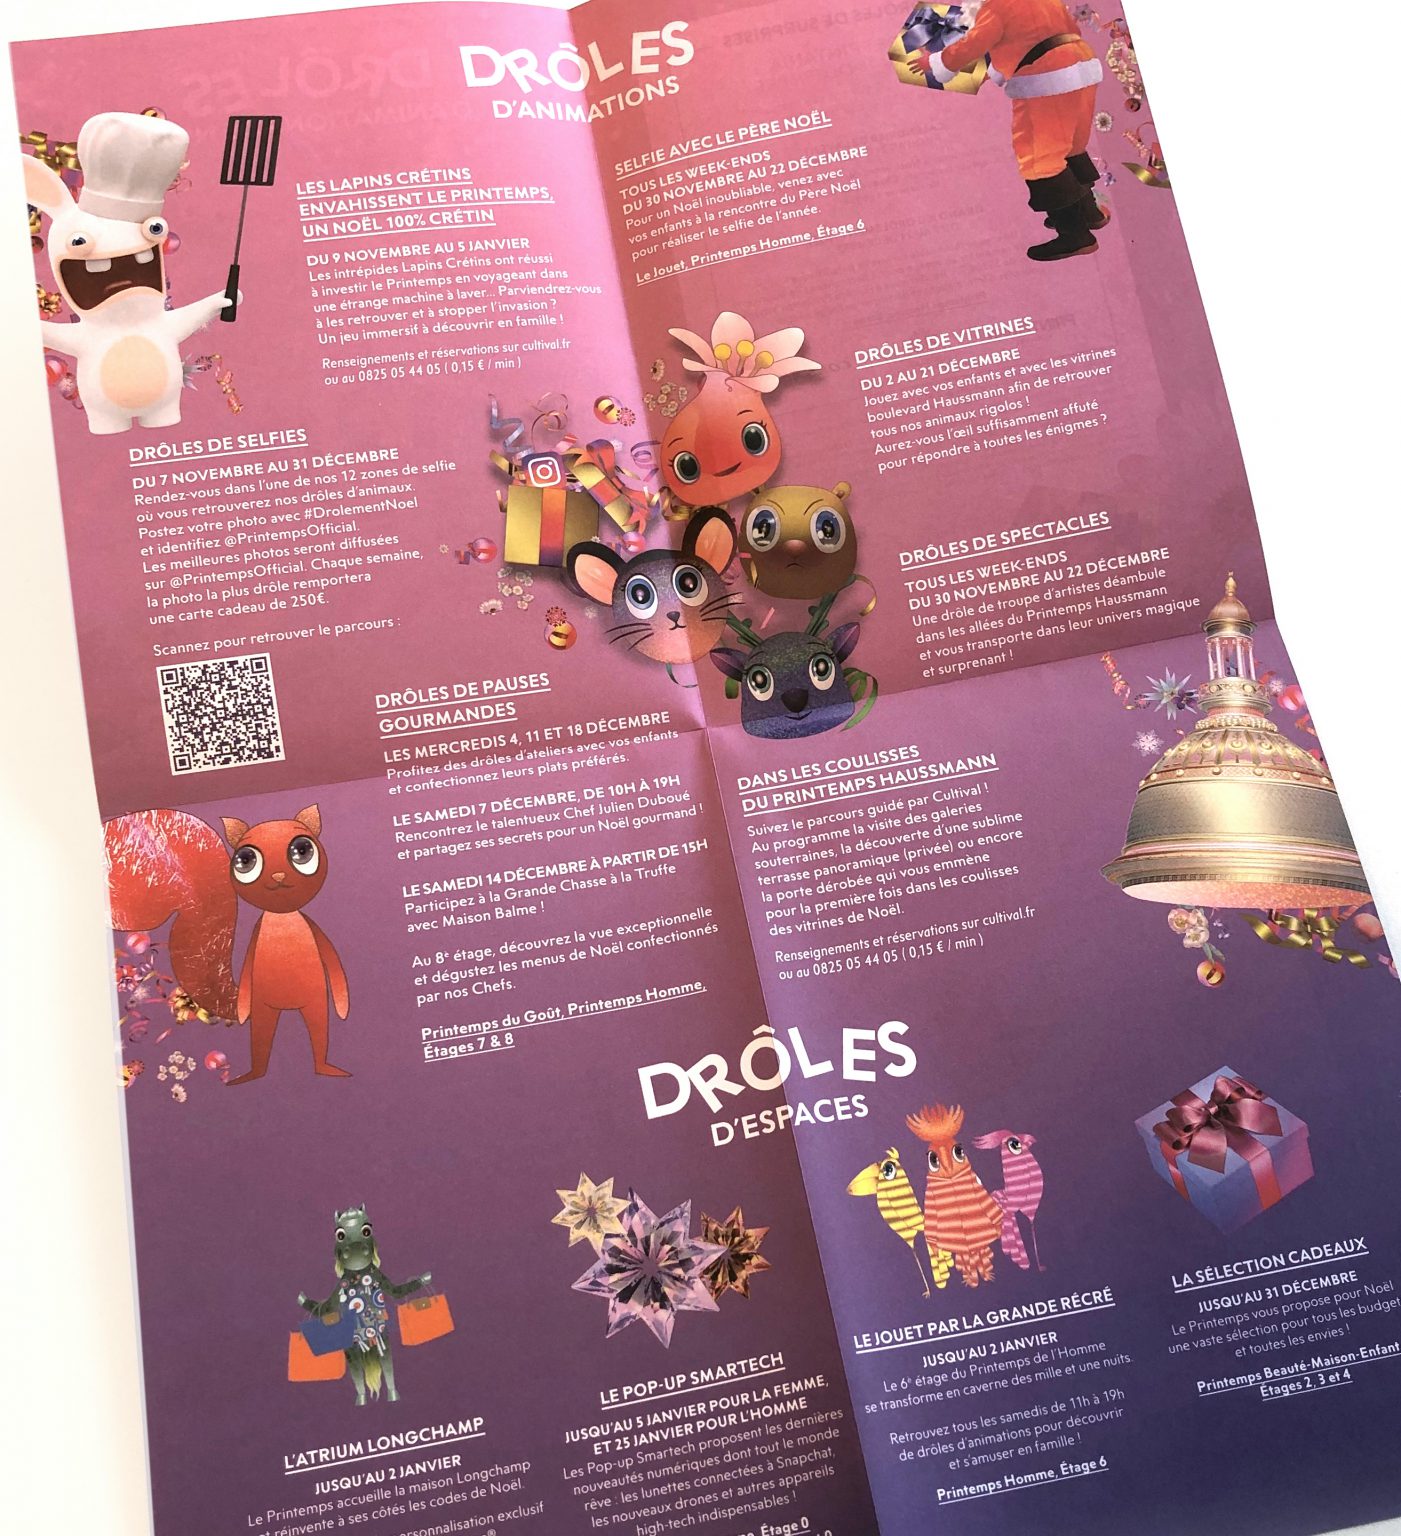 DRÔLES
D'ANIMATIONS
LES LAPINS CRÉTINS
ENVAHISSENT LE PRINTEMPS,
UN NOËL 100% CRÉTIN
DU 9 NOVEMBRE AU 5 JANVIER
Les intrépides Lapins Crétins ont réussi
à investir le Printemps en voyageant dans
une étrange machine à laver... Parviendrez-vous
à les retrouver et à stopper l'invasion ?
Un jeu immersif à découvrir en famille !
Renseignements et réservations sur cultival.fr
ou au 0825 05 44 05 ( 0,15 € / min )
SELFIE AVEC LE PÈRE NOËL
TOUS LES WEEK-ENDS
DU 30 NOVEMBRE AU 22 DÉCEMBRE
Pour un Noël inoubliable, venez avec
vos enfants à la rencontre du Père Noël
pour réaliser le selfie de l'année.
Le Jouet, Printemps Homme, Étage 6
DRÔLES DE VITRINES
DU 2 AU 21 DÉCEMBRE
Jouez avec vos enfants et avec les vitrines
boulevard Haussmann afin de retrouver
tous nos animaux rigolos !
Aurez-vous l'œil suffisamment affuté
pour répondre à toutes les énigmes ?
DRÔLES DE SELFIES
DU 7 NOVEMBRE AU 31 DÉCEMBRE
Rendez-vous dans l'une de nos 12 zones de selfie
où vous retrouverez nos drôles d'animaux.
Postez votre photo avec #DrolementNoel
et identifiez @PrintempsOfficial.
Les meilleures photos seront diffusées
sur @PrintempsOfficial. Chaque semaine,
la photo la plus drôle remportera
une carte cadeau de 250€.
Scannez pour retrouver le parcours :
DRÔLES DE SPECTACLES
TOUS LES WEEK-ENDS
DU 30 NOVEMBRE AU 22 DÉCEMBRE
Une drôle de troupe d'artistes déambule
dans les allées du Printemps Haussmann
et vous transporte dans leur univers magique
et surprenant !
DRÔLES DE PAUSES
GOURMANDES
LES MERCREDIS 4, 11 ET 18 DÉCEMBRE
Profitez des drôles d'ateliers avec vos enfants
et confectionnez leurs plats préférés.
LE SAMEDI 7 DÉCEMBRE, DE 10H À 19H
Rencontrez le talentueux Chef Julien Duboué
et partagez ses secrets pour un Noël gourmand !
LE SAMEDI 14 DÉCEMBRE À PARTIR DE 15H
Participez à la Grande Chasse à la Truffe
avec Maison Balme !
Au 8e étage, découvrez la vue exceptionnelle
et dégustez les menus de Noël confectionnés
par nos Chefs.
Printemps du Goût, Printemps Homme,
Étages 7 & 8
DANS LES COULISSES
DU PRINTEMPS HAUSSMANN
Suivez le parcours guidé par Cultival !
Au programme la visite des galeries
souterraines, la découverte d'une sublime
terrasse panoramique (privée) ou encore
la porte dérobée qui vous emmène
pour la première fois dans les coulisses
des vitrines de Noël.
Renseignements et réservations sur cultival.fr
ou au 0825 05 44 05 ( 0,15 € / min )
DRÔLES
D'ESPACES
L'ATRIUM LONGCHAMP
JUSQU'AU 2 JANVIER
Le Printemps accueille la maison Longchamp
et réinvente à ses côtés les codes de Noël.
personnalisation exclusif
LE POP-UP SMARTECH
JUSQU'AU 5 JANVIER POUR LA FEMME,
ET 25 JANVIER POUR L'HOMME
Les Pop-up Smartech proposent les dernières
nouveautés numériques dont tout le monde
rêve : les lunettes connectées à Snapchat,
les nouveaux drones et autres appareils
high-tech indispensables !
Étage 0
LE JOUET PAR LA GRANDE RÉCRÉ
JUSQU'AU 2 JANVIER
Le 6e étage du Printemps de l'Homme
se transforme en caverne des mille et une nuits.
Retrouvez tous les samedis de 11h à 19h
de drôles d'animations pour découvrir
et s'amuser en famille !
Printemps Homme, Étage 6
LA SÉLECTION CADEAUX
JUSQU'AU 31 DÉCEMBRE
Le Printemps vous propose pour Noël
une vaste sélection pour tous les budget
et toutes les envies !
Printemps Beauté-Maison-Enfant
Étages 2, 3 et 4